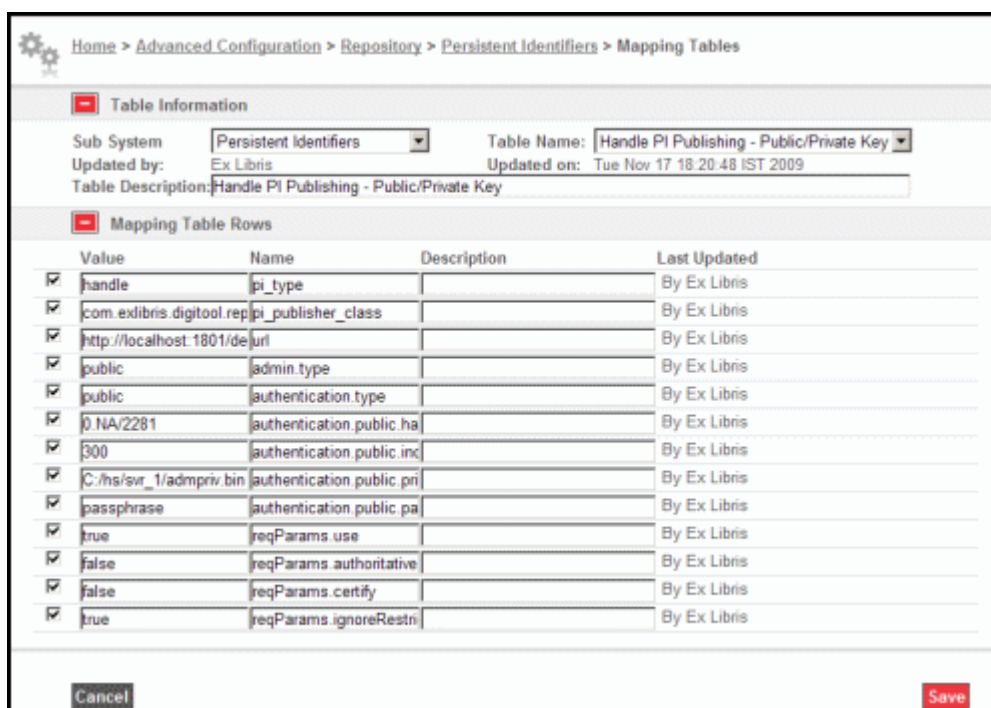 Home > Advanced Configuration > Repository > Persistent Identifiers > Mapping Tables
Table Information
Sub System Persistent Identifiers Table Name: Handle PI Publishing - Public/Private Key
Updated by: Ex Libris Updated on: Tue Nov 17 18:20:48 IST 2009
Table Description: Handle PI Publishing - Public/Private Key
Mapping Table Rows
Value Name Description Last Updated
handle pi_type By Ex Libris
com.exlibris.digitool.rep pi_publisher_class By Ex Libris
http://localhost:1801/de url By Ex Libris
public admin.type By Ex Libris
public authentication.type By Ex Libris
0.NA/2281 authentication.public.ha By Ex Libris
300 authentication.public.inc By Ex Libris
C:/hs/svr_1/admpriv.bin authentication.public.pri By Ex Libris
passphrase authentication.public.pa By Ex Libris
true reqParams.use By Ex Libris
false reqParams.authoritative By Ex Libris
false reqParams.certify By Ex Libris
true reqParams.ignoreRestri By Ex Libris
Cancel Save